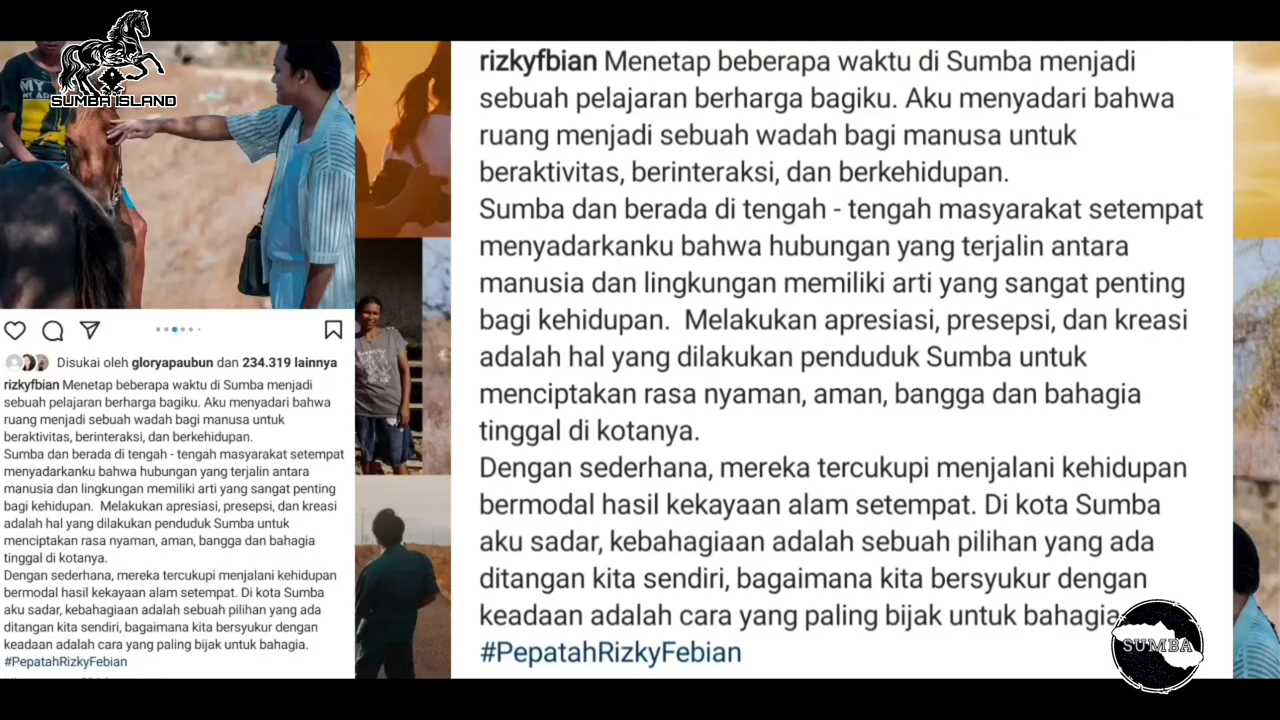 SUMBA ISLAND
MY
Disukai oleh gloryapaubun dan 234.319 lainnya
rizkyfbian Menetap beberapa waktu di Sumba menjadi
sebuah pelajaran berharga bagiku. Aku menyadari bahwa
ruang menjadi sebuah wadah bagi manusa untuk
beraktivitas, berinteraksi, dan berkehidupan.
Sumba dan berada di tengah - tengah masyarakat setempat
menyadarkanku bahwa hubungan yang terjalin antara
manusia dan lingkungan memiliki arti yang sangat penting
bagi kehidupan. Melakukan apresiasi, presepsi, dan kreasi
adalah hal yang dilakukan penduduk Sumba untuk
menciptakan rasa nyaman, aman, bangga dan bahagia
tinggal di kotanya.
Dengan sederhana, mereka tercukupi menjalani kehidupan
bermodal hasil kekayaan alam setempat. Di kota Sumba
aku sadar, kebahagiaan adalah sebuah pilihan yang ada
ditangan kita sendiri, bagaimana kita bersyukur dengan
keadaan adalah cara yang paling bijak untuk bahagia.
#PepatahRizkyFebian
rizkyfbian Menetap beberapa waktu di Sumba menjadi
sebuah pelajaran berharga bagiku. Aku menyadari bahwa
ruang menjadi sebuah wadah bagi manusa untuk
beraktivitas, berinteraksi, dan berkehidupan.
Sumba dan berada di tengah - tengah masyarakat setempat
menyadarkanku bahwa hubungan yang terjalin antara
manusia dan lingkungan memiliki arti yang sangat penting
bagi kehidupan. Melakukan apresiasi, presepsi, dan kreasi
adalah hal yang dilakukan penduduk Sumba untuk
menciptakan rasa nyaman, aman, bangga dan bahagia
tinggal di kotanya.
Dengan sederhana, mereka tercukupi menjalani kehidupan
bermodal hasil kekayaan alam setempat. Di kota Sumba
aku sadar, kebahagiaan adalah sebuah pilihan yang ada
ditangan kita sendiri, bagaimana kita bersyukur dengan
keadaan adalah cara yang paling bijak untuk bahagia
#PepatahRizkyFebian
SUMBA